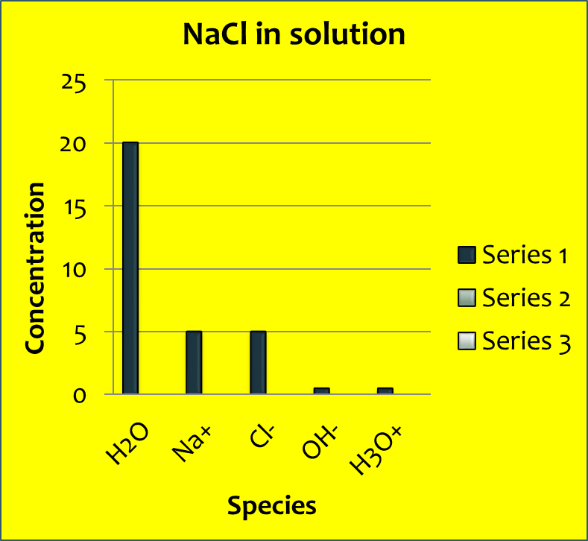 NaCl in solution
25
20
15
10
5
0
Concentration
H2O
Na+
Cl-
OH-
H3O+
Species
Series 1
Series 2
Series 3